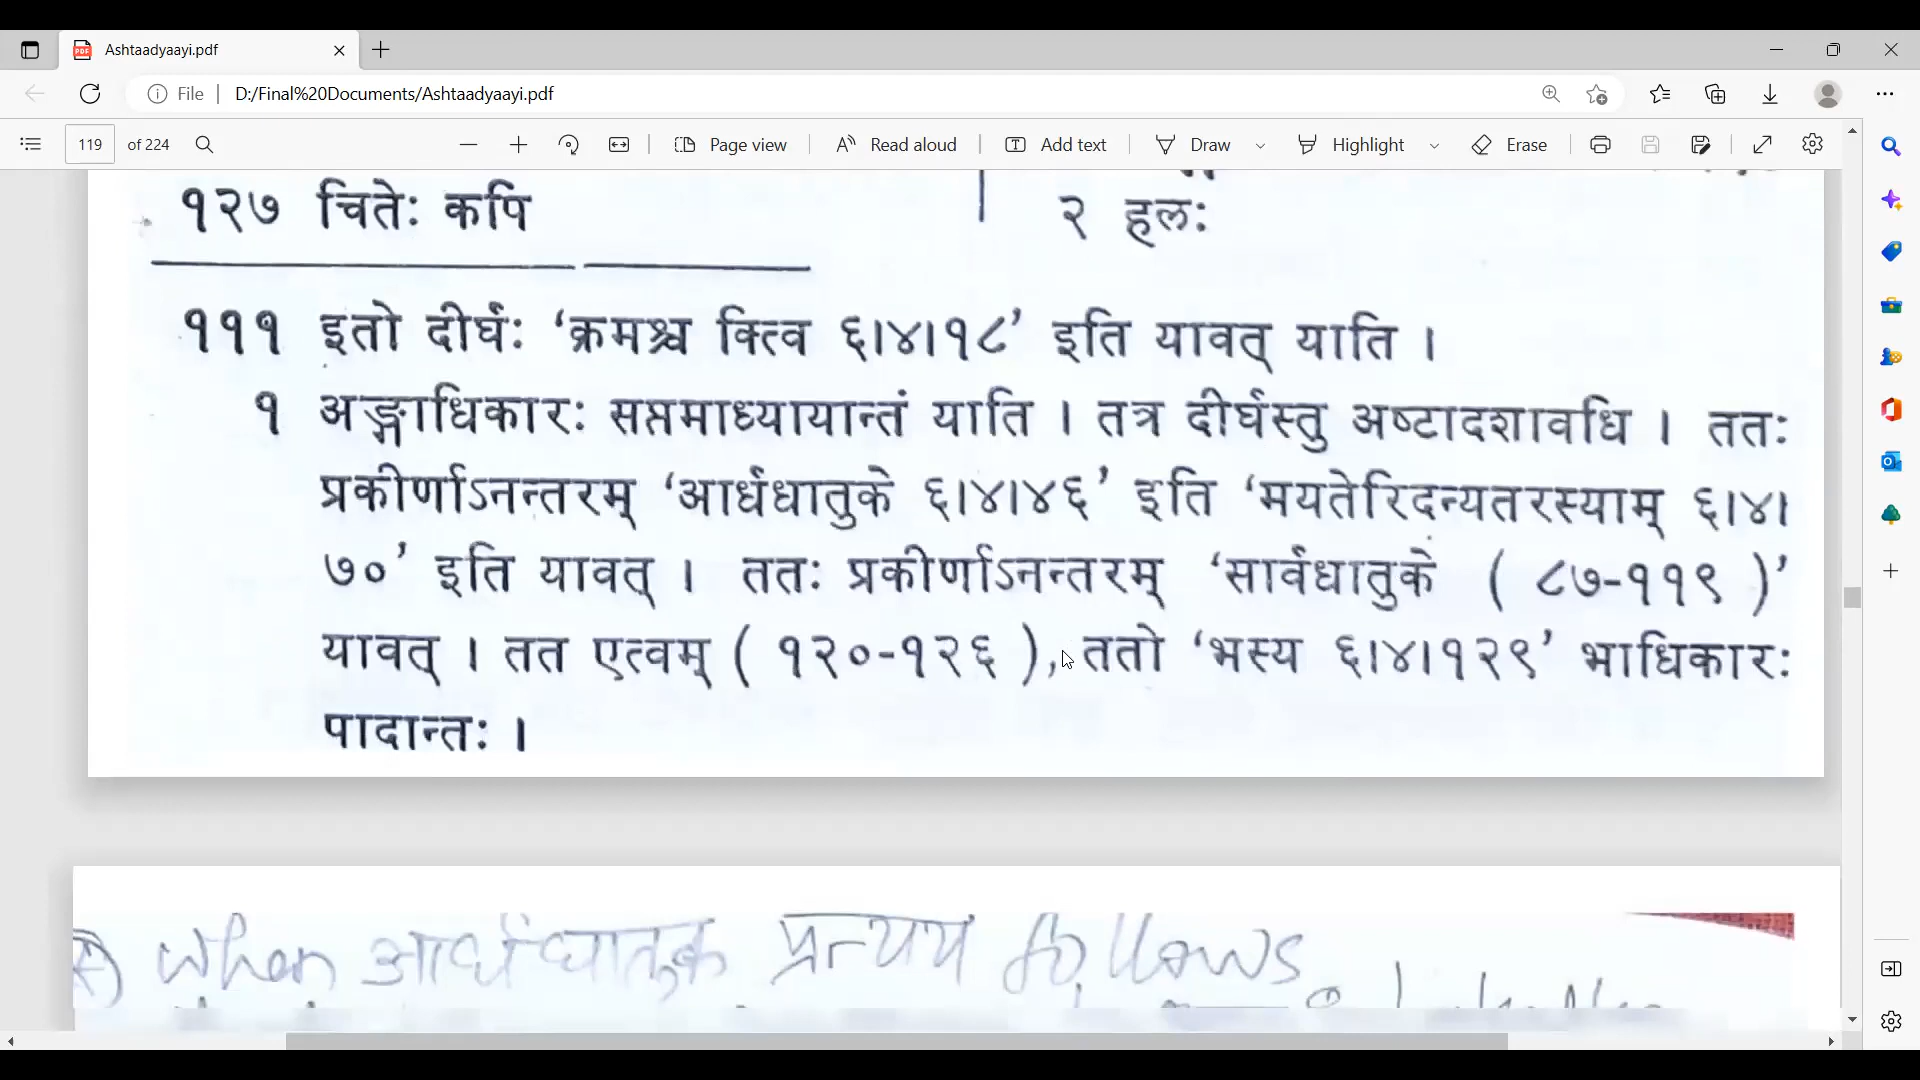 Ashtaadyaayi.pdf
File D:/Final%20Documents/Ashtaadyaayi.pdf
119 of 224 Page view Read aloud Add text Draw Highlight Erase
१२७ चितेः कपि
२ हलः
१११ इतो दीर्घः ‘क्रमश्च क्त्वि ६।४।१८’ इति यावत् याति ।
१ अङ्गाधिकारः सप्तमाध्यायान्तं याति । तत्र दीर्घस्तु अष्टादशावधि । ततः
प्रकीर्णाऽनन्तरम् ‘आर्धधातुके ६।४।४६’ इति ‘मयतेरिदन्यतरस्याम् ६।४।
७०’ इति यावत् । ततः प्रकीर्णाऽनन्तरम् ‘सार्वधातुके ( ८७-११९ )’
यावत् । तत एत्वम् ( १२०-१२६ ), ततो ‘भस्य ६।४।१२९’ भाधिकारः
पादान्तः ।
when आर्धधातुक प्रत्यय follows